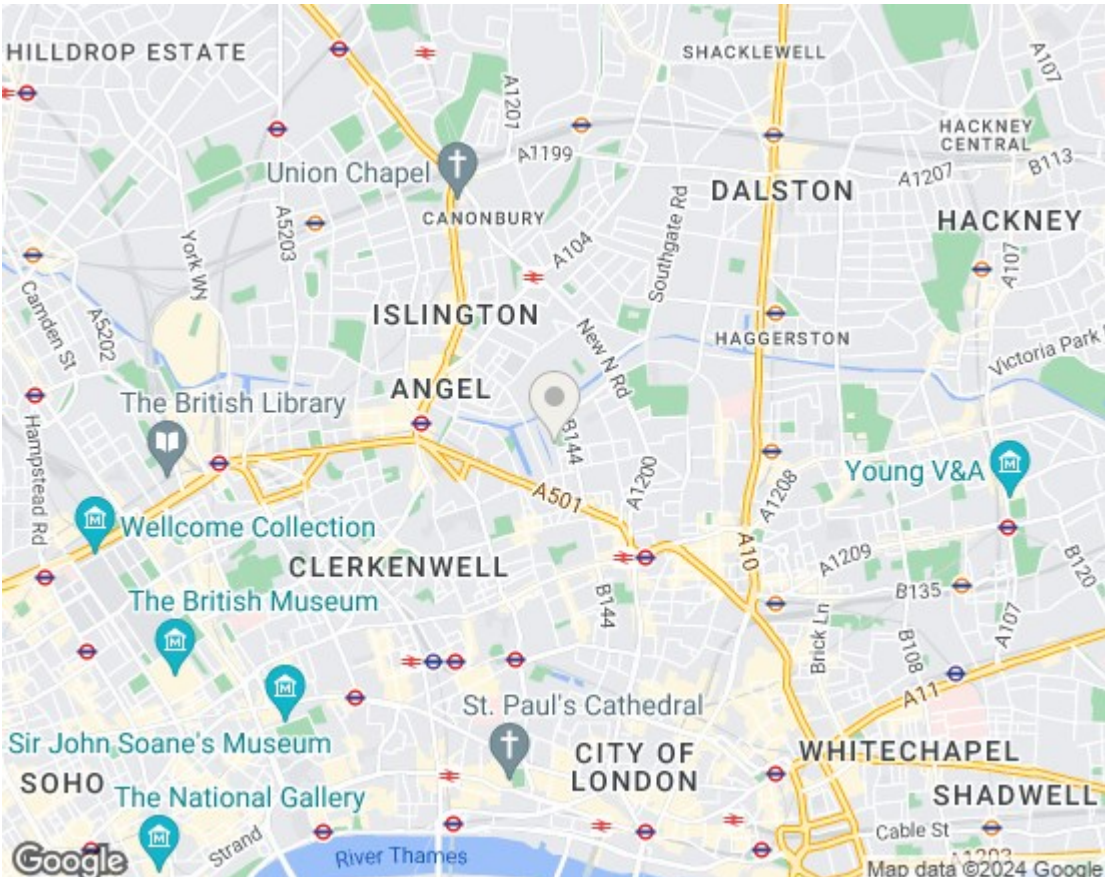 HILLDROP ESTATE
SHACKLEWELL
A107
A1201
HACKNEY
CENTRAL
B113
A1199
A1207
Union Chapel
DALSTON
CANONBURY
HACKNEY
A5203
York Wy
A104
Southgate Rd
A107
Camden St
A5202
ISLINGTON
New N Rd
HAGGERSTON
Victoria Park
ANGEL
The British Library
B144
Hampstead Rd
A501
A1200
A1208
Young V&A
Wellcome Collection
A10
CLERKENWELL
A1209
B120
The British Museum
B144
B135
Brick Ln
B108
A107
A11
St. Paul's Cathedral
Sir John Soane's Museum
CITY OF
LONDON
WHITECHAPEL
SOHO
The National Gallery
SHADWELL
Strand
Cable St
River Thames
A1203
Google
Map data ©2024 Google